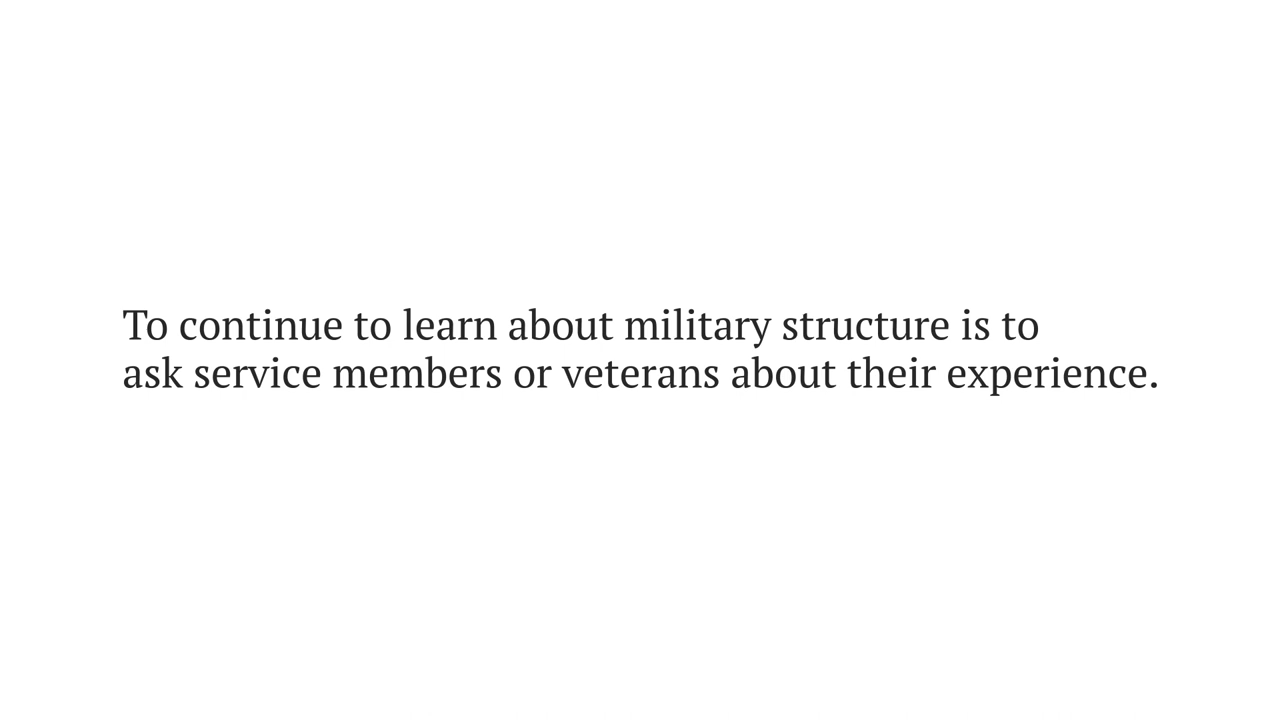 To continue to learn about military structure is to
ask service members or veterans about their experience.